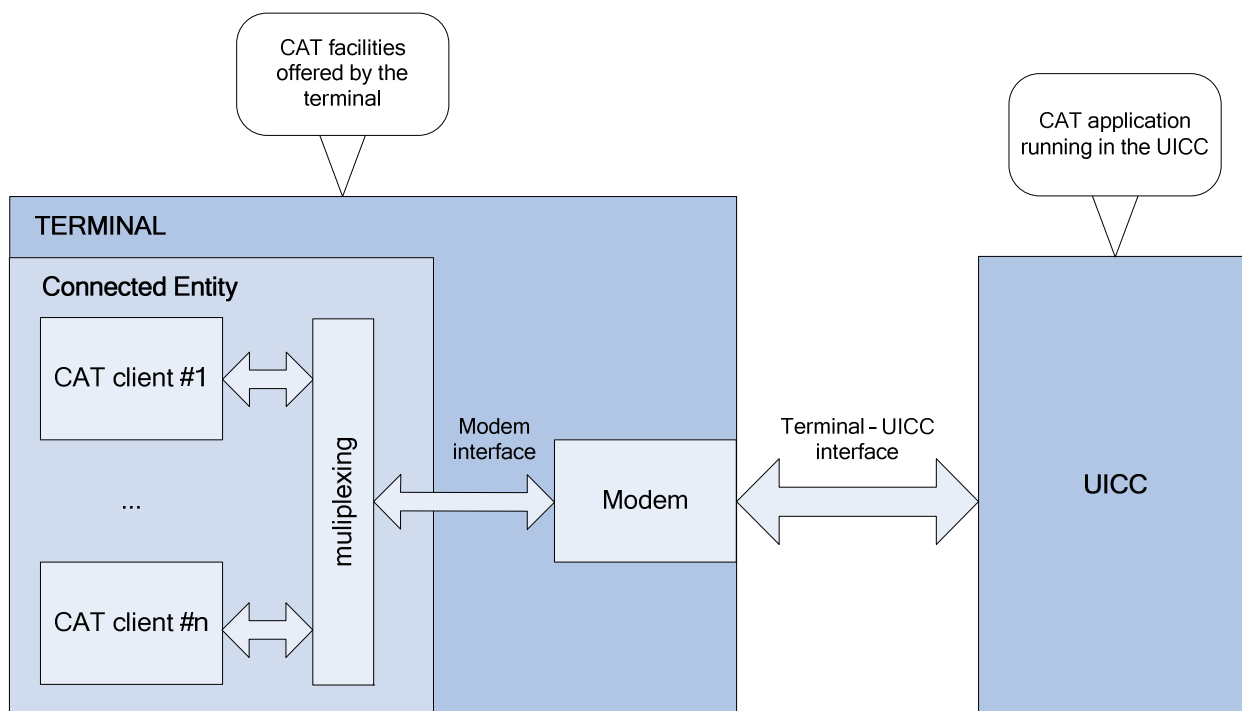 CAT facilities
offered by the
terminal
CAT application
running in the UICC
TERMINAL
Connected Entity
CAT client #1
...
CAT client #n
muliplexing
Modem
interface
Modem
Terminal - UICC
interface
UICC